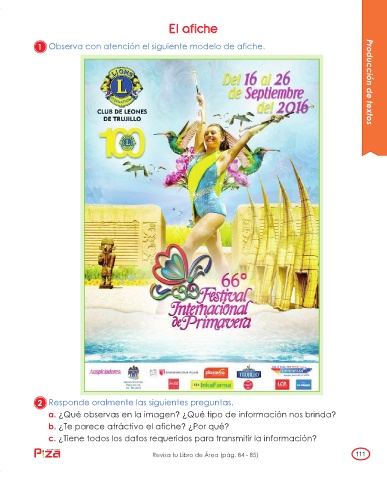 El afiche
1 Observa con atención el siguiente modelo de afiche.
Producción de textos
LIONS
L
CLUB DE LEONES
DE TRUJILLO
100
Del 16 al 26
de Septiembre
del 2016
66º
Festival
Internacional
de Primavera
Auspiciadores:
InkaFarma
2 Responde oralmente las siguientes preguntas.
a. ¿Qué observas en la imagen? ¿Qué tipo de información nos brinda?
b. ¿Te parece atráctivo el afiche? ¿Por qué?
c. ¿Tiene todos los datos requeridos para transmitir la información?
Revisa tu Libro de Área (pág. 84 - 85)
111